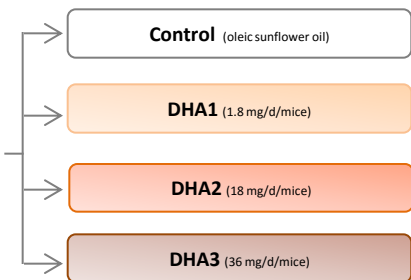 Control (oleic sunflower oil)
DHA1 (1.8 mg/d/mice)
DHA2 (18 mg/d/mice)
DHA3 (36 mg/d/mice)